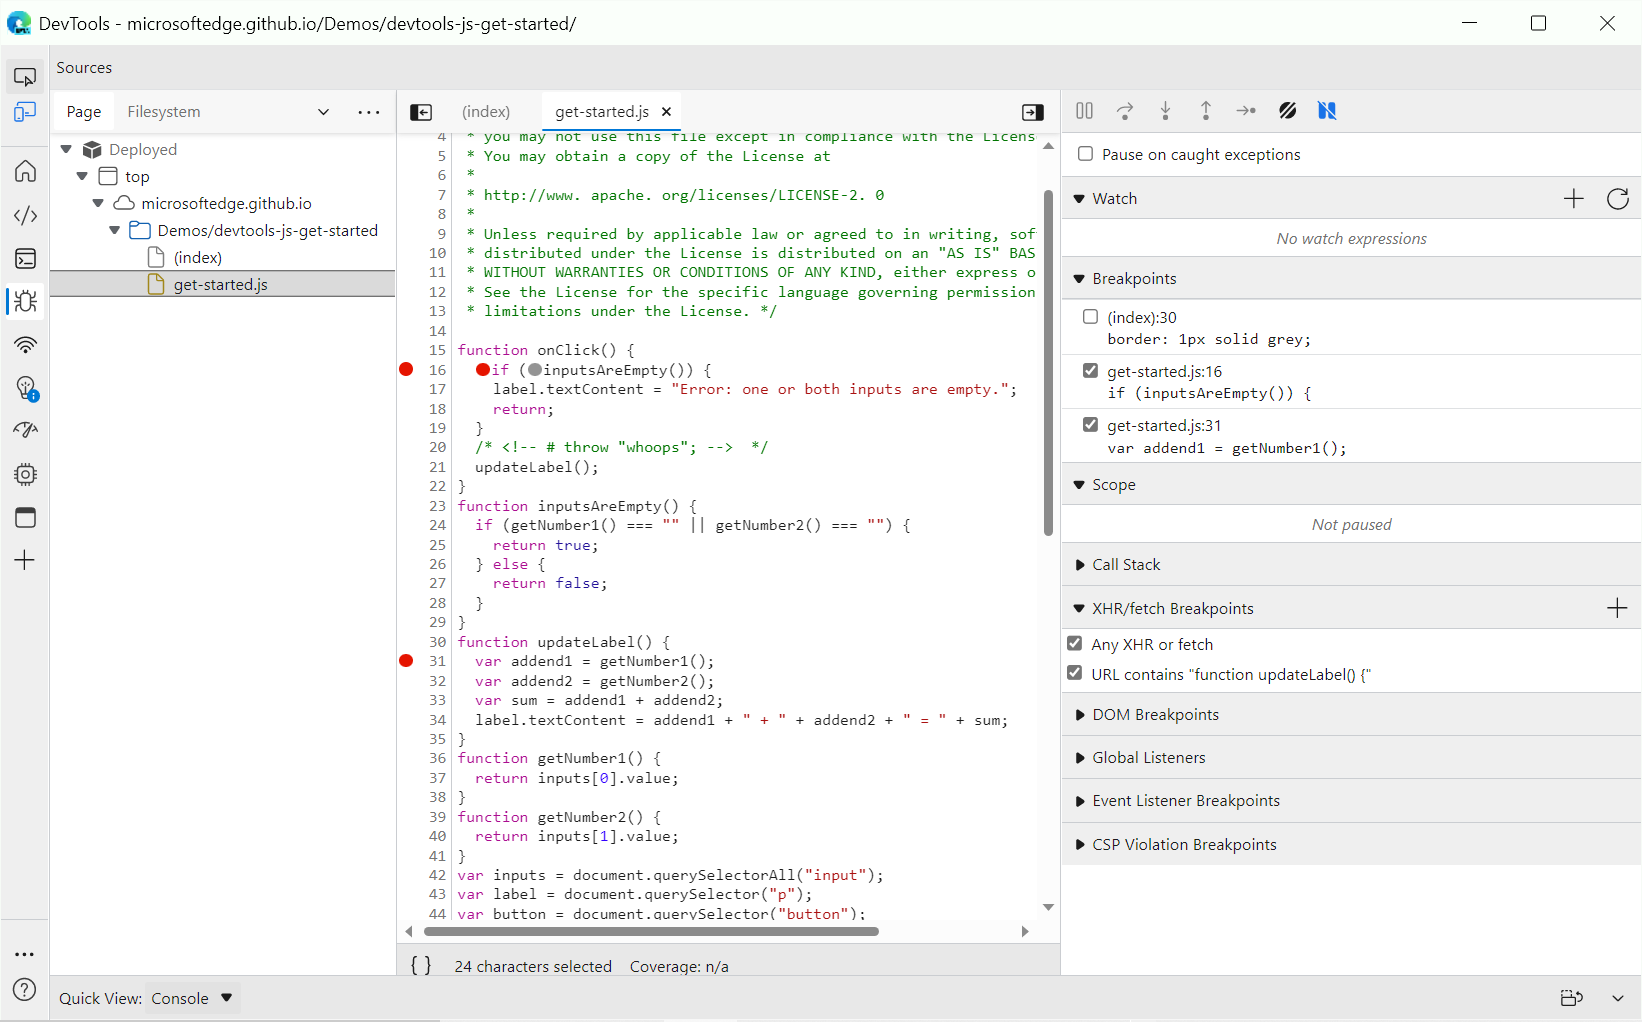 DevTools - microsoftedge.github.io/Demos/devtools-js-get-started/
Sources
Page
Filesystem
Deployed
top
microsoftedge.github.io
Demos/devtools-js-get-started
(index)
get-started.js
(index)
get-started.js
4 * you may not use this file except in compliance with the Licens
5 * You may obtain a copy of the License at
6 *
7 * http://www. apache. org/licenses/LICENSE-2. 0
8 *
9 * Unless required by applicable law or agreed to in writing, sof
10 * distributed under the License is distributed on an "AS IS" BAS
11 * WITHOUT WARRANTIES OR CONDITIONS OF ANY KIND, either express o
12 * See the License for the specific language governing permission
13 * limitations under the License. */
14
15 function onClick() {
16 if (inputsAreEmpty()) {
17 label.textContent = "Error: one or both inputs are empty.";
18 return;
19 }
20 /* <!-- # throw "whoops"; --> */
21 updateLabel();
22 }
23 function inputsAreEmpty() {
24 if (getNumber1() === "" || getNumber2() === "") {
25 return true;
26 } else {
27 return false;
28 }
29 }
30 function updateLabel() {
31 var addend1 = getNumber1();
32 var addend2 = getNumber2();
33 var sum = addend1 + addend2;
34 label.textContent = addend1 + " + " + addend2 + " = " + sum;
35 }
36 function getNumber1() {
37 return inputs[0].value;
38 }
39 function getNumber2() {
40 return inputs[1].value;
41 }
42 var inputs = document.querySelectorAll("input");
43 var label = document.querySelector("p");
44 var button = document.querySelector("button");
{ } 24 characters selected Coverage: n/a
Pause on caught exceptions
Watch
No watch expressions
Breakpoints
(index):30
border: 1px solid grey;
get-started.js:16
if (inputsAreEmpty()) {
get-started.js:31
var addend1 = getNumber1();
Scope
Not paused
Call Stack
XHR/fetch Breakpoints
Any XHR or fetch
URL contains "function updateLabel() {"
DOM Breakpoints
Global Listeners
Event Listener Breakpoints
CSP Violation Breakpoints
Quick View: Console